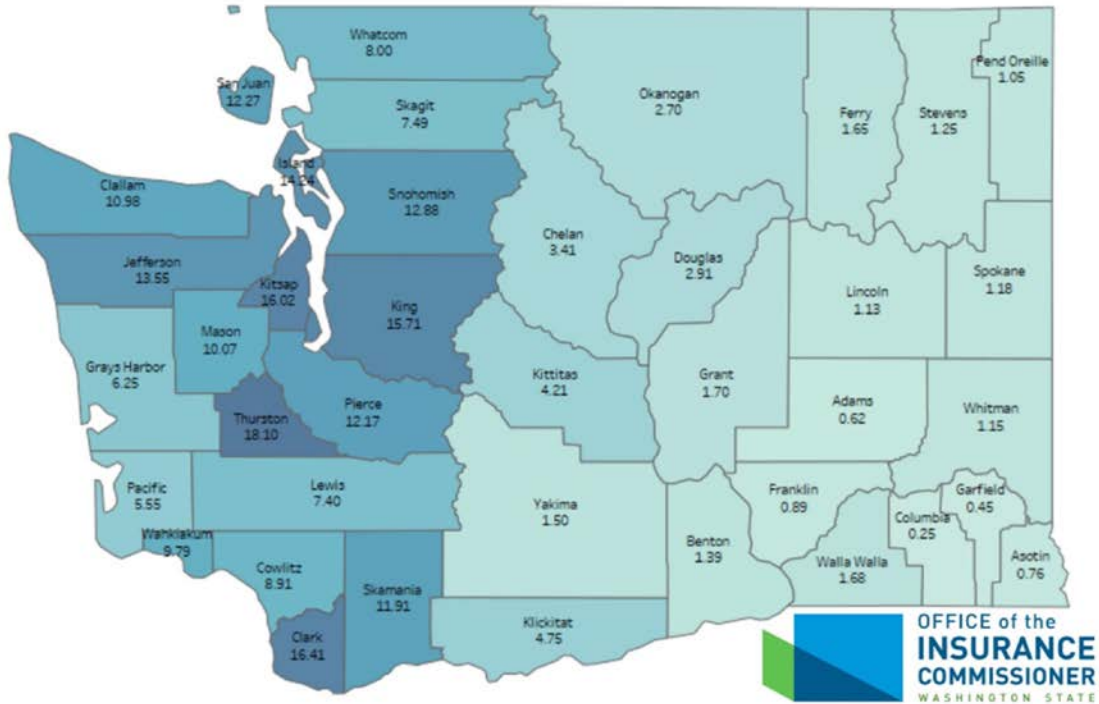 Whatcom
8.00
San Juan
12.27
Skagit
7.49
Okanogan
2.70
Ferry
1.65
Stevens
1.25
Pend Oreille
1.05
Island
14.24
Clallam
10.98
Snohomish
12.88
Chelan
3.41
Douglas
2.91
Jefferson
13.55
Kitsap
16.02
King
15.71
Lincoln
1.13
Spokane
1.18
Mason
10.07
Grays Harbor
6.25
Kittitas
4.21
Grant
1.70
Adams
0.62
Whitman
1.15
Thurston
18.10
Pierce
12.17
Pacific
5.55
Lewis
7.40
Yakima
1.50
Franklin
0.89
Columbia
0.25
Garfield
0.45
Wahkiakum
9.79
Cowlitz
8.91
Skamania
11.91
Benton
1.39
Walla Walla
1.68
Asotin
0.76
Clark
16.41
Klickitat
4.75
OFFICE of the
INSURANCE
COMMISSIONER
WASHINGTON STATE